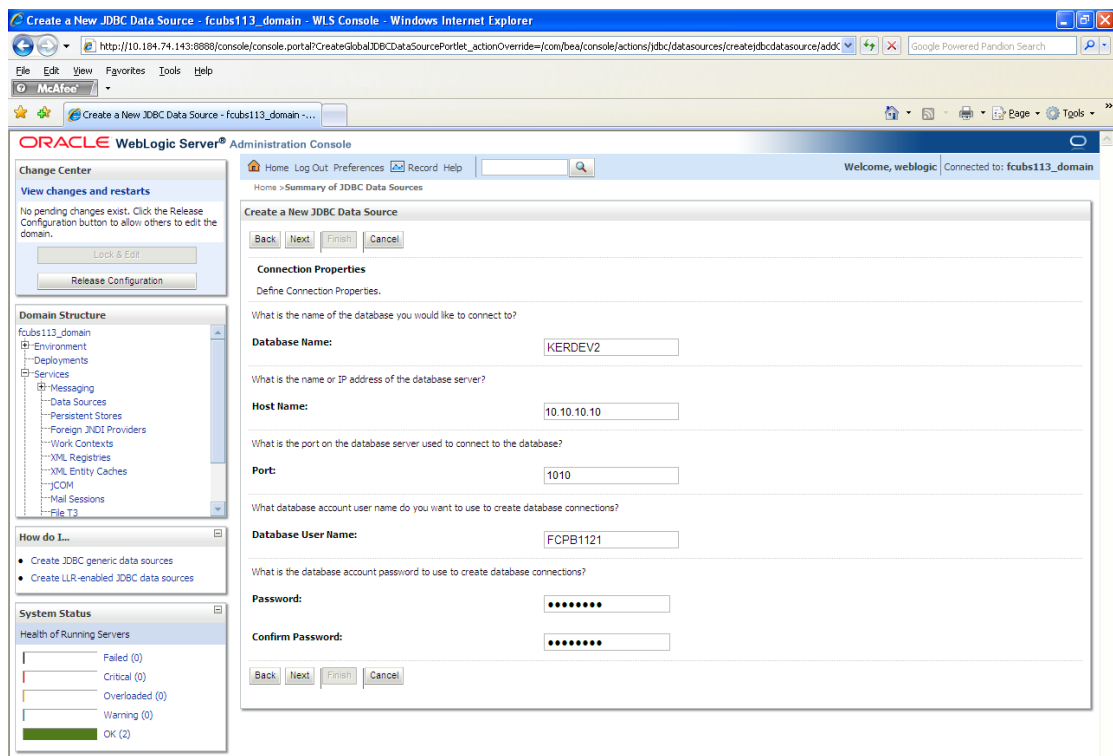 Create a New JDBC Data Source - fcubs113_domain - WLS Console - Windows Internet Explorer
http://10.184.74.143:8888/console/console.portal?CreateGlobalJDBCDataSourcePortlet_actionOverride=/com/bea/console/actions/jdbc/datasources/createjdbcdatasource/addC
Google Powered Pandion Search
File Edit View Favorites Tools Help
McAfee
Create a New JDBC Data Source - fcubs113_domain -...
Page Tools »
ORACLE WebLogic Server® Administration Console
Change Center
View changes and restarts
No pending changes exist. Click the Release
Configuration button to allow others to edit the
domain.
Lock & Edit
Release Configuration
Domain Structure
fcubs113_domain
Environment
Deployments
Services
Messaging
Data Sources
Persistent Stores
Foreign JNDI Providers
Work Contexts
XML Registries
XML Entity Caches
jCOM
Mail Sessions
File T3
How do I...
Create JDBC generic data sources
Create LLR-enabled JDBC data sources
System Status
Health of Running Servers
Failed (0)
Critical (0)
Overloaded (0)
Warning (0)
OK (2)
Home Log Out Preferences Record Help
Welcome, weblogic Connected to: fcubs113_domain
Home >Summary of JDBC Data Sources
Create a New JDBC Data Source
Back Next Finish Cancel
Connection Properties
Define Connection Properties.
What is the name of the database you would like to connect to?
Database Name: KERDEV2
What is the name or IP address of the database server?
Host Name: 10.10.10.10
What is the port on the database server used to connect to the database?
Port: 1010
What database account user name do you want to use to create database connections?
Database User Name: FCPB1121
What is the database account password to use to create database connections?
Password: ●●●●●●●●
Confirm Password: ●●●●●●●●
Back Next Finish Cancel